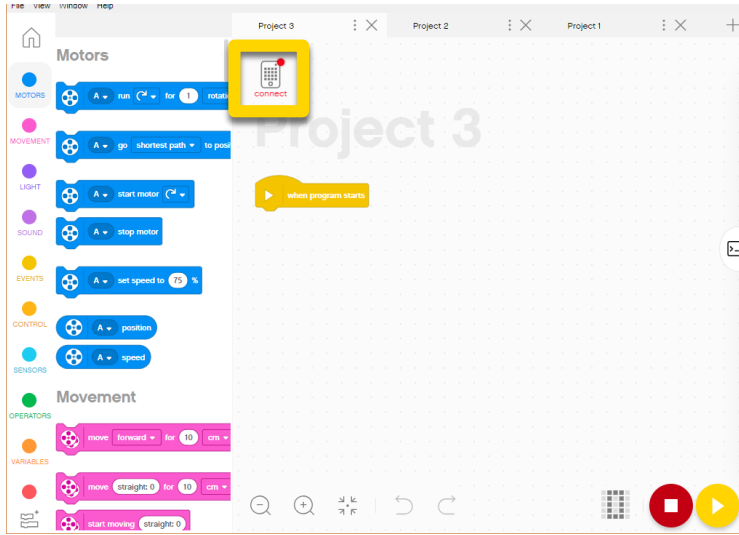 File View Window Help
Project 3
Project 2
Project 1
connect
Project 3
when program starts
MOTORS
MOVEMENT
LIGHT
SOUND
EVENTS
CONTROL
SENSORS
OPERATORS
VARIABLES
Motors
A run for 1
A go shortest path to
A start motor
A stop motor
A set speed to 75 %
A position
A speed
Movement
move forward for 10 cm
move straight: 0 for 10 cm
start moving straight: 0